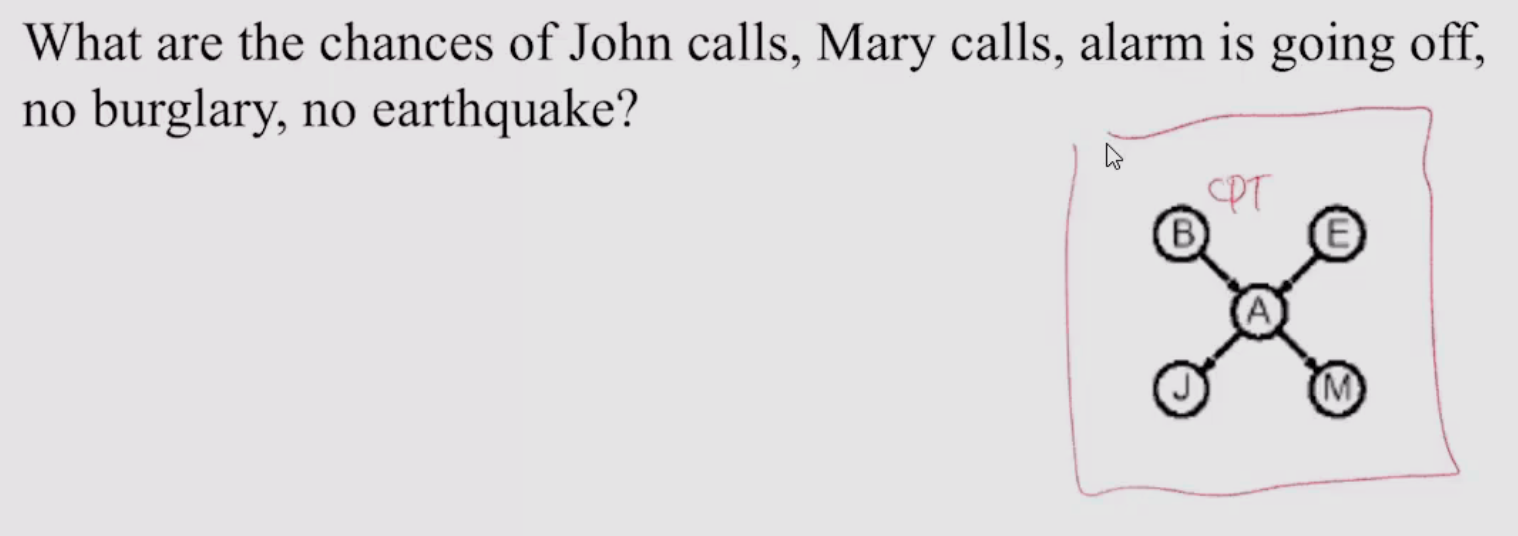 What are the chances of John calls, Mary calls, alarm is going off,
no burglary, no earthquake?
CPT
B E
A
J M